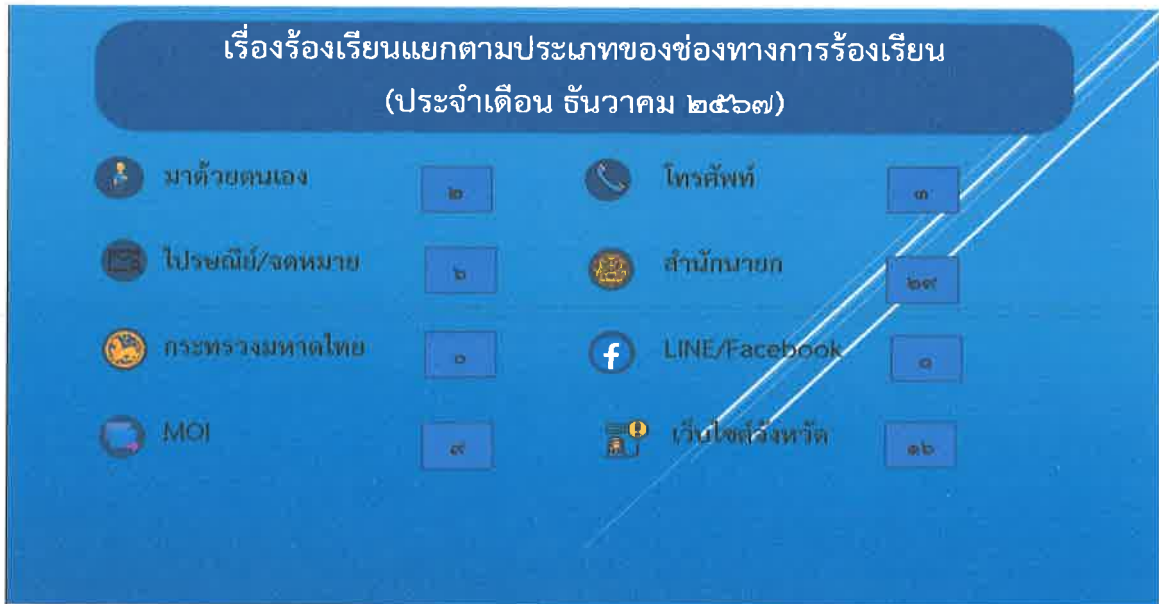 เรื่องร้องเรียนแยกตามประเภทของช่องทางการร้องเรียน
(ประจำเดือน ธันวาคม ๒๕๖๗)
มาด้วยตนเอง ๒
โทรศัพท์ ๓
ไปรษณีย์/จดหมาย ๖
สำนักนายก ๒๙
กระทรวงมหาดไทย ๐
LINE/Facebook ๑
MOI ๙
เว็บไซต์จังหวัด ๑๖